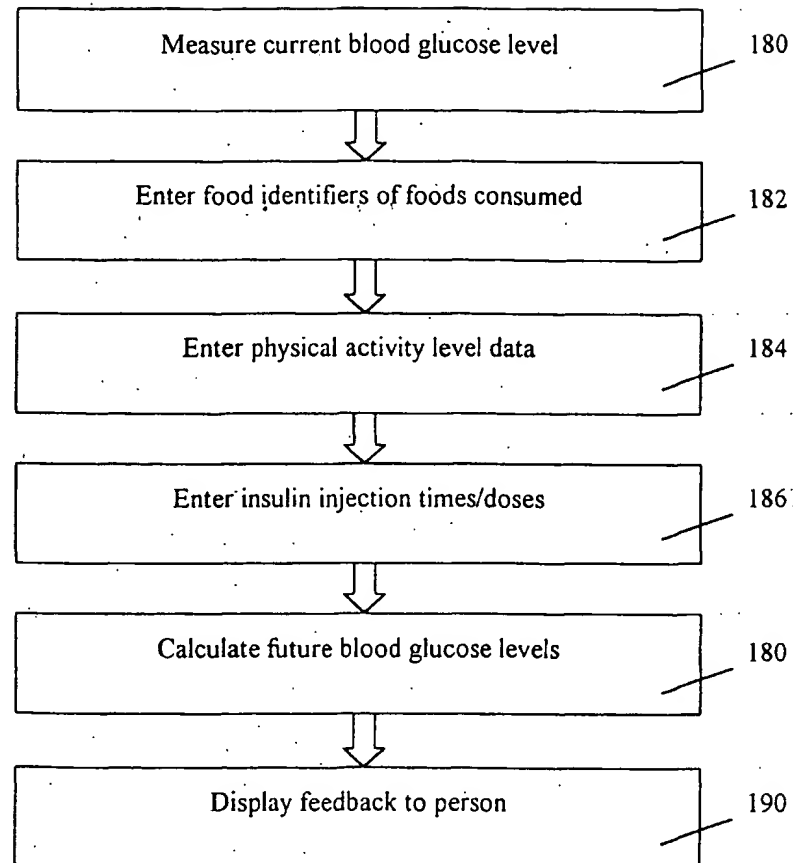 Measure current blood glucose level
180
Enter food identifiers of foods consumed
182
Enter physical activity level data
184
Enter insulin injection times/doses
186
Calculate future blood glucose levels
180
Display feedback to person
190